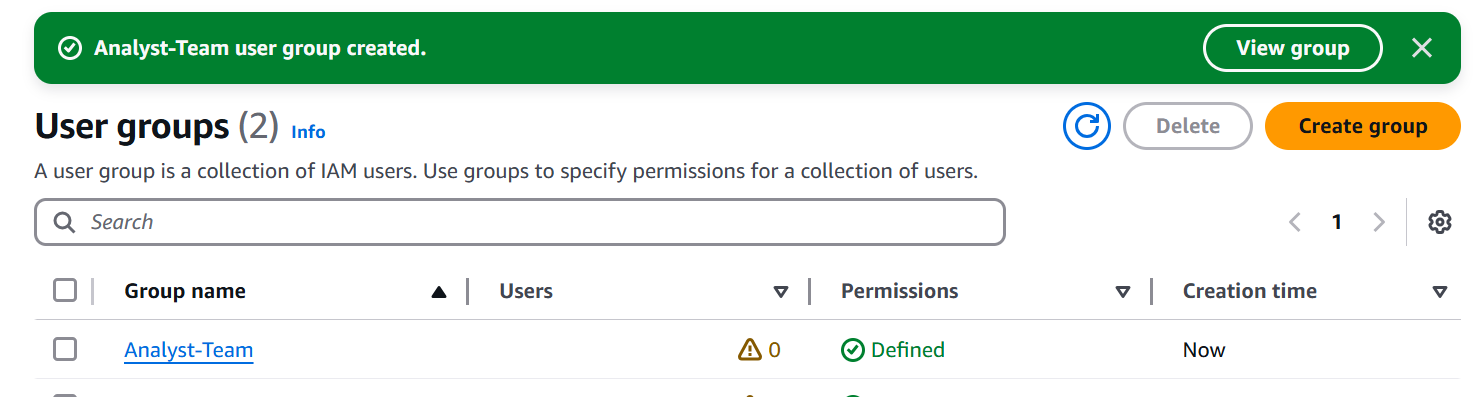 Analyst-Team user group created. View group
User groups (2) Info
Delete Create group
A user group is a collection of IAM users. Use groups to specify permissions for a collection of users.
Search
1
Group name Users Permissions Creation time
Analyst-Team 0 Defined Now